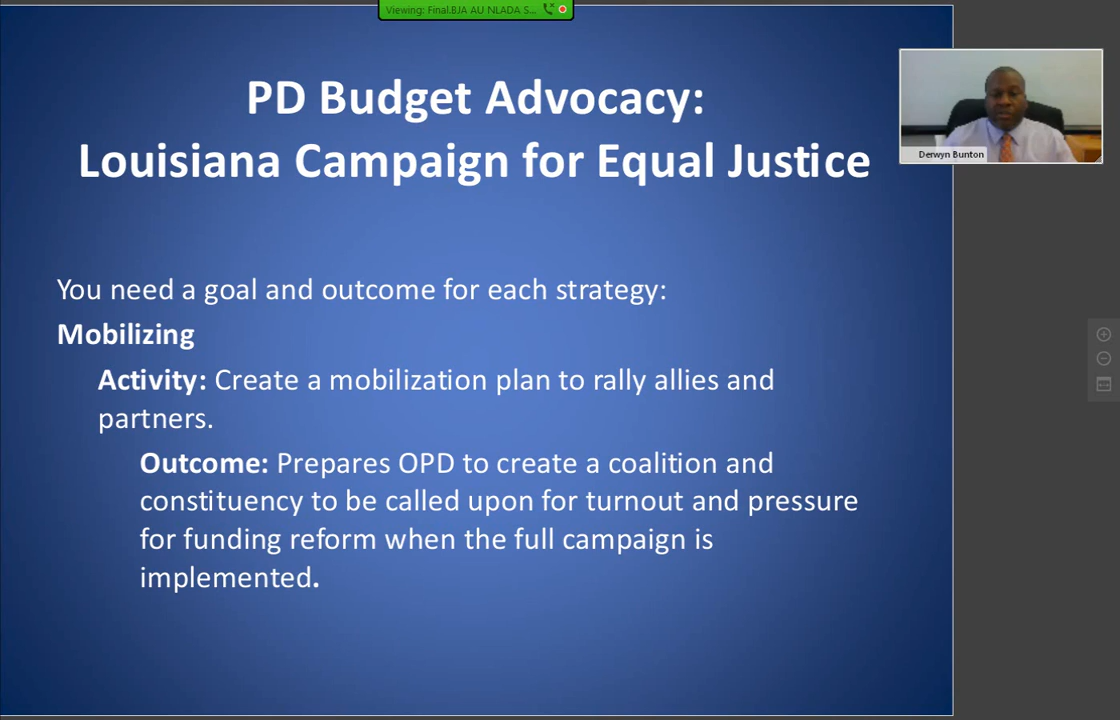 Viewing: Final.BJA AU NLADA S...
PD Budget Advocacy:
Louisiana Campaign for Equal Justice
Derwyn Bunton
You need a goal and outcome for each strategy:
Mobilizing
Activity: Create a mobilization plan to rally allies and
partners.
Outcome: Prepares OPD to create a coalition and
constituency to be called upon for turnout and pressure
for funding reform when the full campaign is
implemented.